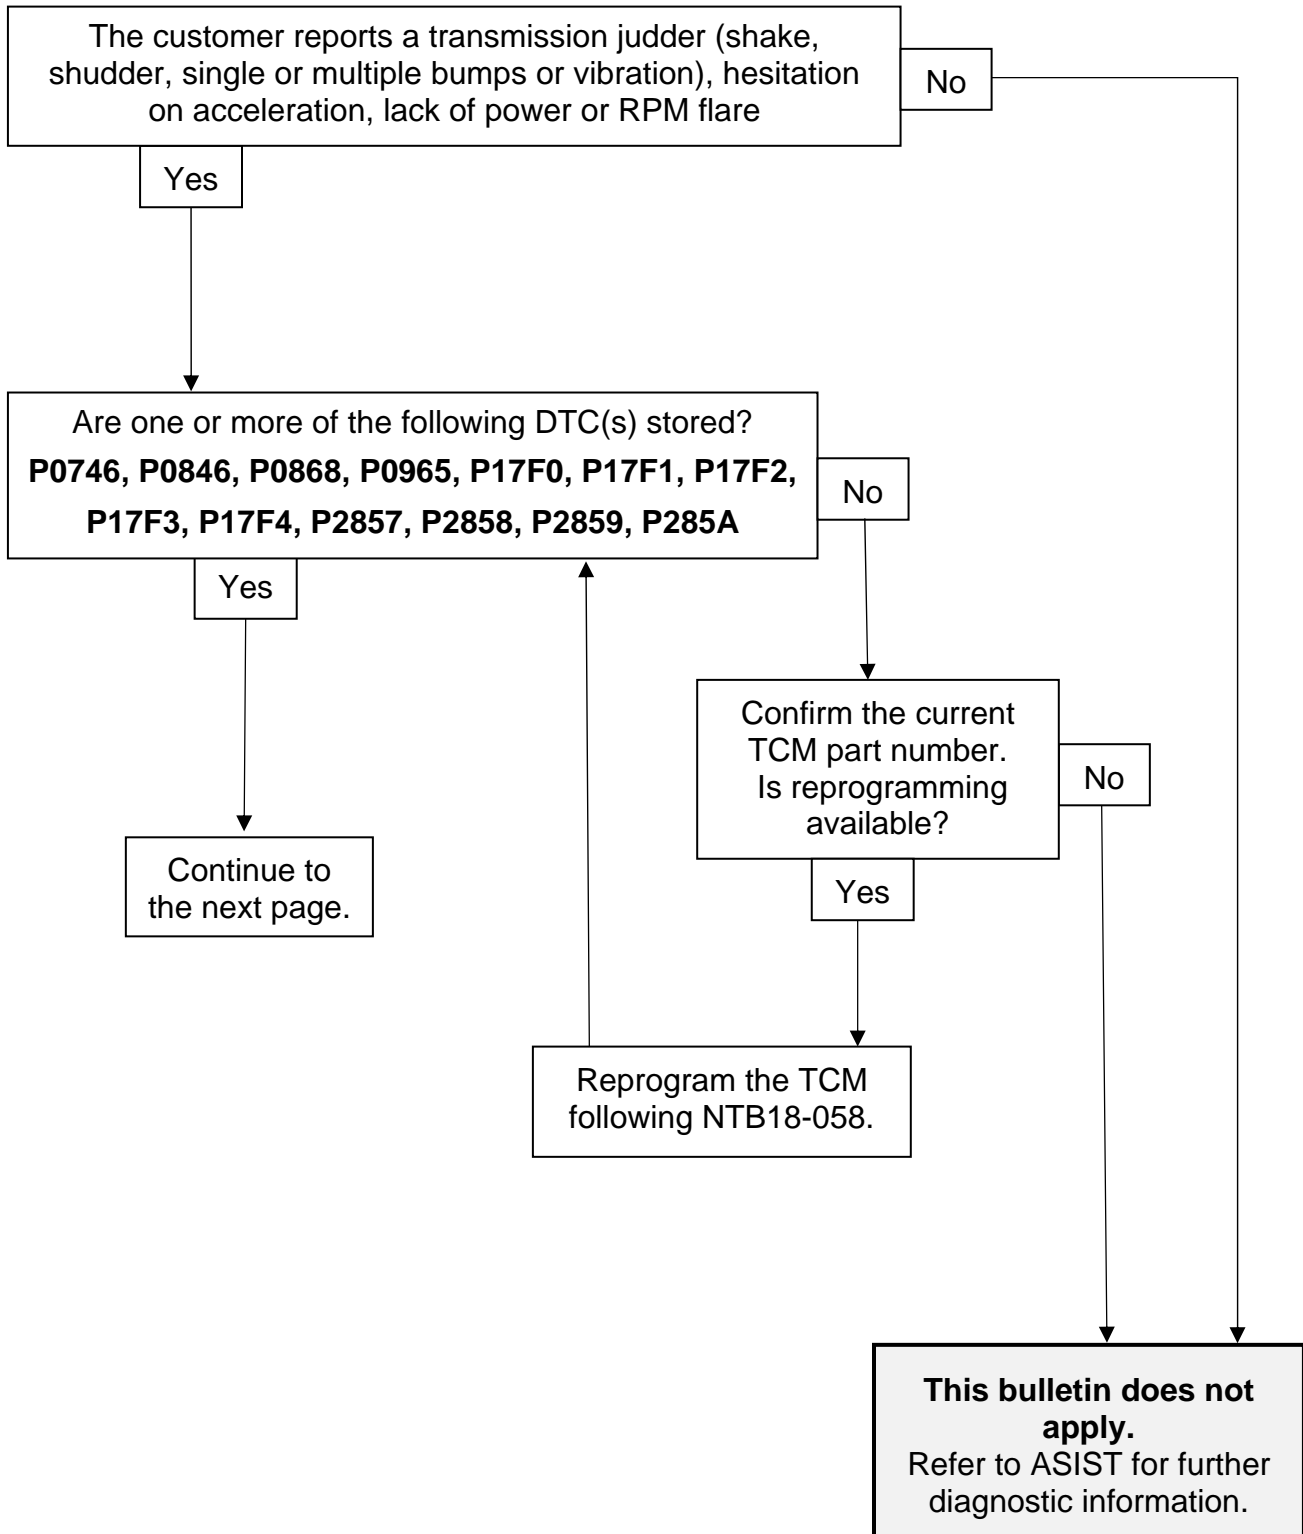 The customer reports a transmission judder (shake,
shudder, single or multiple bumps or vibration), hesitation
on acceleration, lack of power or RPM flare
No
Yes
Are one or more of the following DTC(s) stored?
P0746, P0846, P0868, P0965, P17F0, P17F1, P17F2,
P17F3, P17F4, P2857, P2858, P2859, P285A
No
Yes
Confirm the current
TCM part number.
Is reprogramming
available?
No
Continue to
the next page.
Yes
Reprogram the TCM
following NTB18-058.
This bulletin does not
apply.
Refer to ASIST for further
diagnostic information.